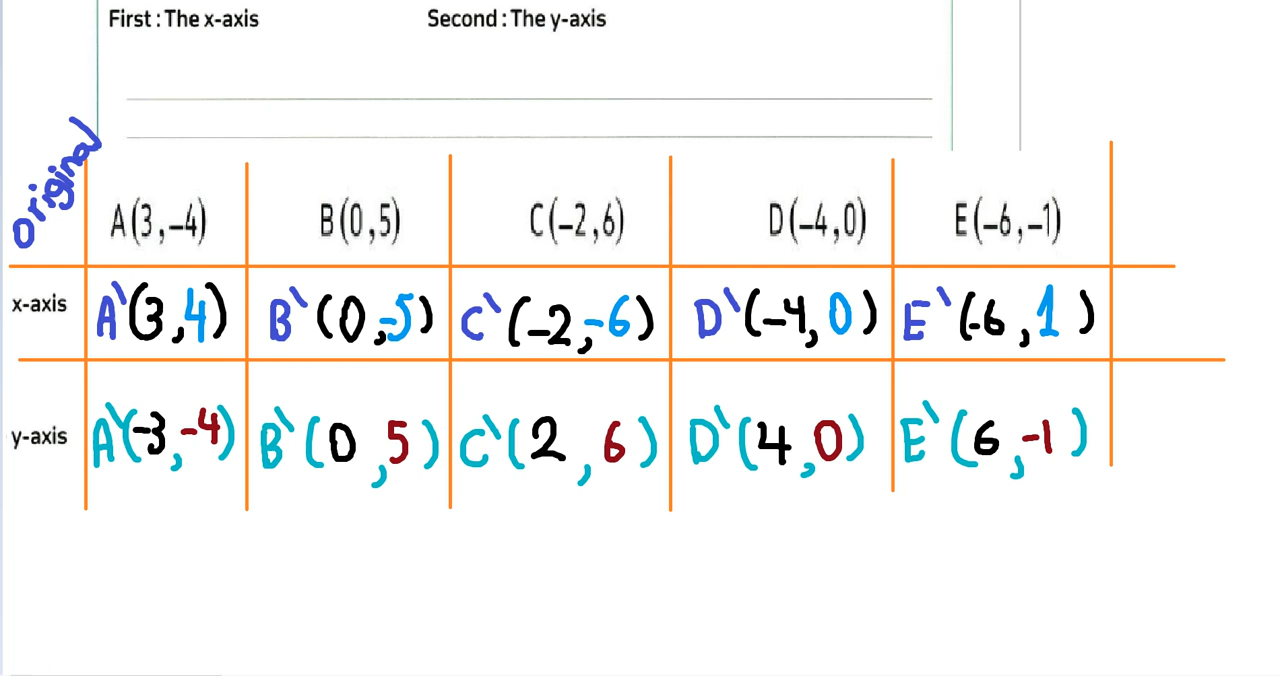 First : The x-axis Second : The y-axis
original A(3,–4) B(0,5) C(–2,6) D(–4,0) E(–6,–1)
x-axis A`(3,4) B`(0,-5) C`(-2,-6) D`(-4,0) E`(-6,1)
y-axis A`(-3,-4) B`(0,5) C`(2,6) D`(4,0) E`(6,-1)